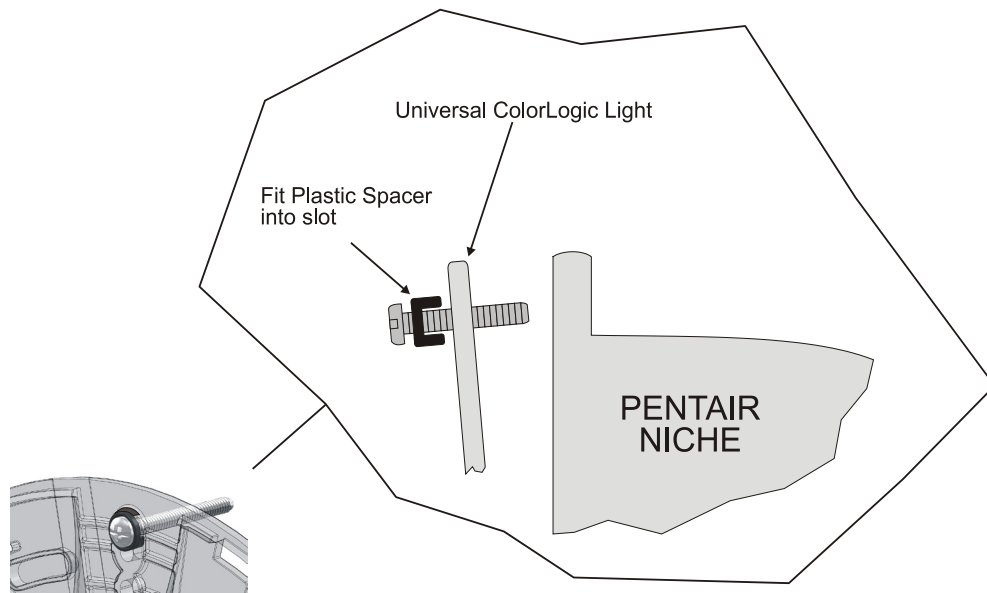 Universal ColorLogic Light
Fit Plastic Spacer
into slot
PENTAIR
NICHE